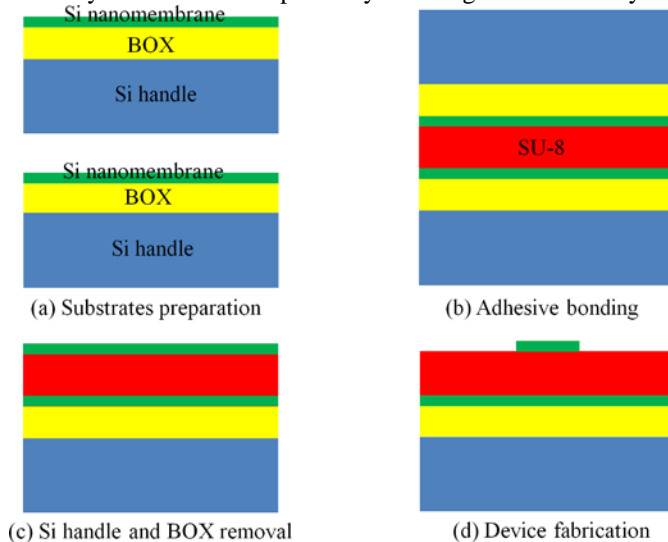 Si nanomembrane
BOX
Si handle
Si nanomembrane
BOX
Si handle
(a) Substrates preparation
SU-8
(b) Adhesive bonding
(c) Si handle and BOX removal
(d) Device fabrication